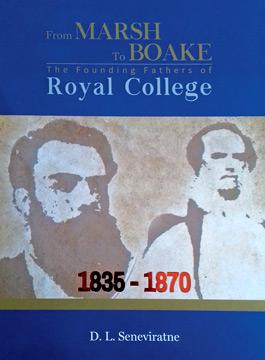 From MARSH
To BOAKE
The Founding Fathers of
Royal College
1835 - 1870
D. L. Seneviratne